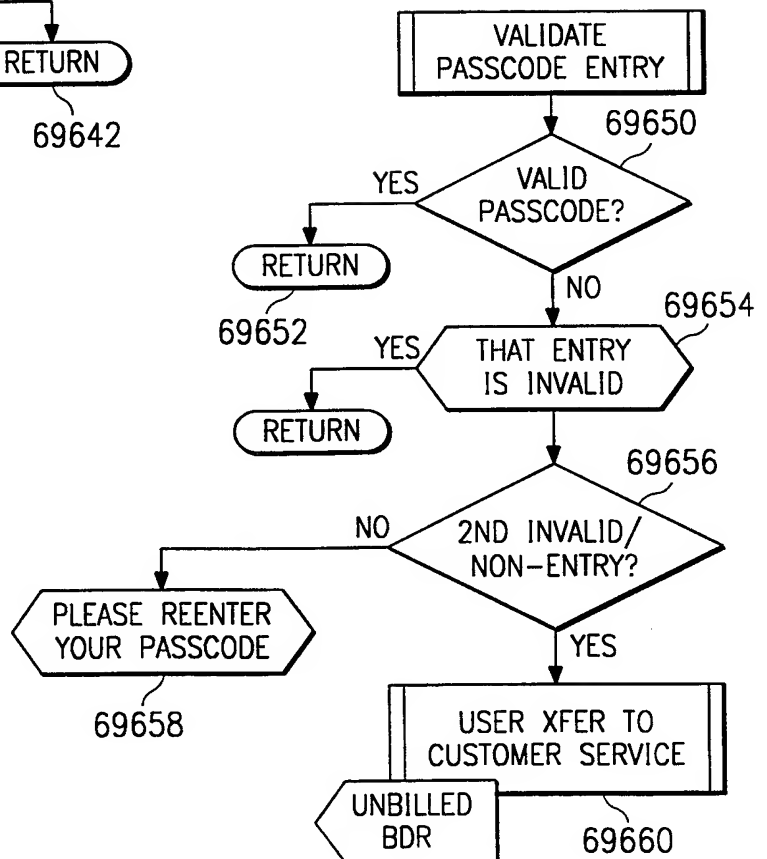 RETURN
69642
VALIDATE
PASSCODE ENTRY
69650
VALID
PASSCODE?
YES
RETURN
69652
NO
69654
THAT ENTRY
IS INVALID
YES
RETURN
69656
2ND INVALID/
NON-ENTRY?
NO
PLEASE REENTER
YOUR PASSCODE
69658
YES
USER XFER TO
CUSTOMER SERVICE
UNBILLED
BDR
69660